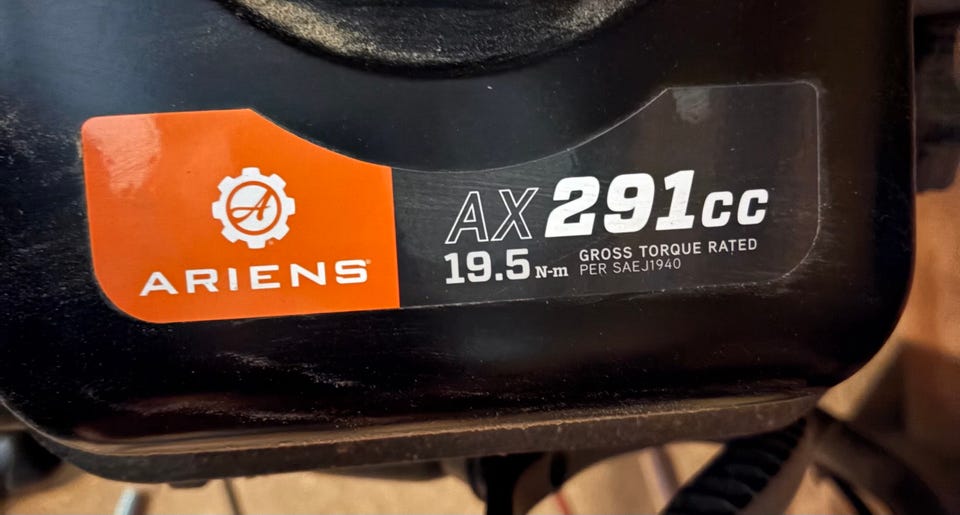 A
ARIENS®
AX 291cc
19.5 N-m GROSS TORQUE RATED
PER SAEJ1940